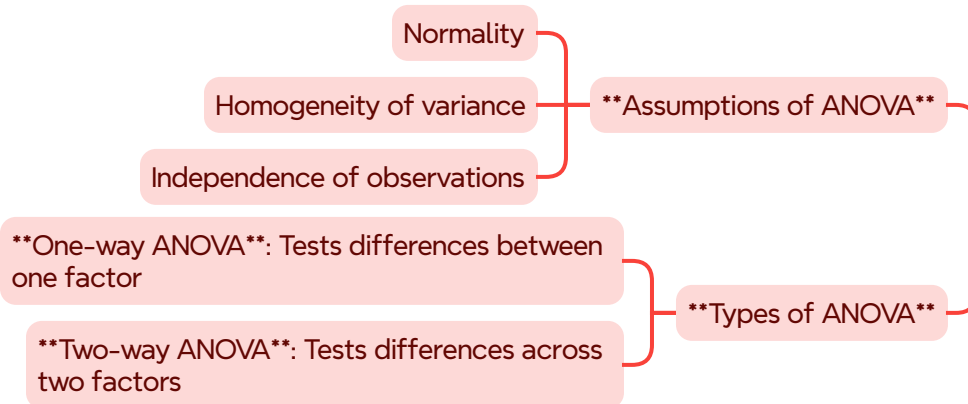 Normality
Homogeneity of variance
**Assumptions of ANOVA**
Independence of observations
**One-way ANOVA**: Tests differences between
one factor
**Types of ANOVA**
**Two-way ANOVA**: Tests differences across
two factors